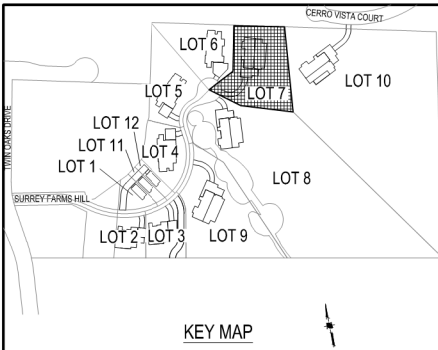 CERRO VISTA COURT
LOT 6
LOT 10
LOT 5
LOT 7
TWIN OAKS DRIVE
LOT 12
LOT 11
LOT 4
LOT 1
LOT 8
SURREY FARMS HILL
LOT 2
LOT 3
LOT 9
KEY MAP